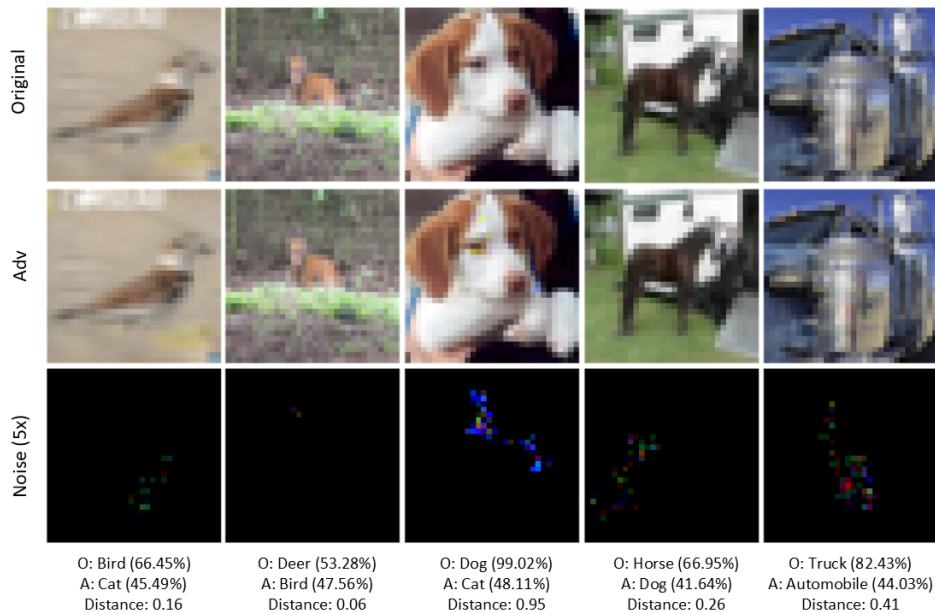 Original
Adv
Noise (5x)
O: Bird (66.45%)
A: Cat (45.49%)
Distance: 0.16
O: Deer (53.28%)
A: Bird (47.56%)
Distance: 0.06
O: Dog (99.02%)
A: Cat (48.11%)
Distance: 0.95
O: Horse (66.95%)
A: Dog (41.64%)
Distance: 0.26
O: Truck (82.43%)
A: Automobile (44.03%)
Distance: 0.41